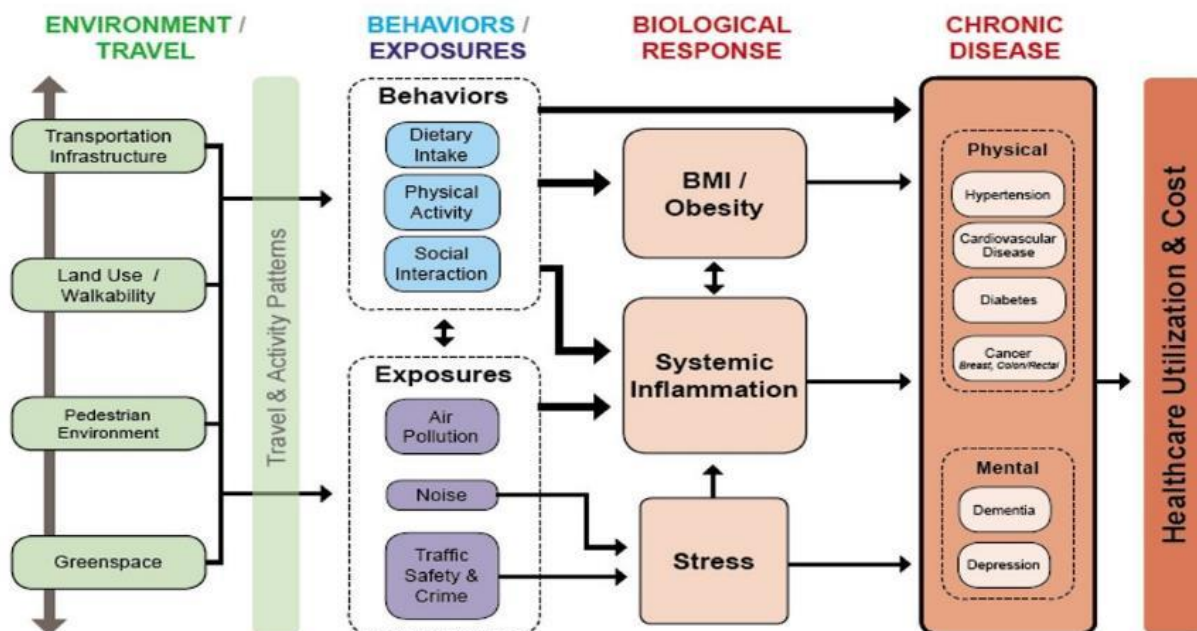 ENVIRONMENT /
TRAVEL
BEHAVIORS /
EXPOSURES
BIOLOGICAL
RESPONSE
CHRONIC
DISEASE
Transportation
Infrastructure
Land Use /
Walkability
Pedestrian
Environment
Greenspace
Travel & Activity Patterns
Behaviors
Dietary
Intake
Physical
Activity
Social
Interaction
Exposures
Air
Pollution
Noise
Traffic
Safety &
Crime
BMI /
Obesity
Systemic
Inflammation
Stress
Physical
Hypertension
Cardiovascular
Disease
Diabetes
Cancer
Breast, Colon/Rectal
Mental
Dementia
Depression
Healthcare Utilization & Cost